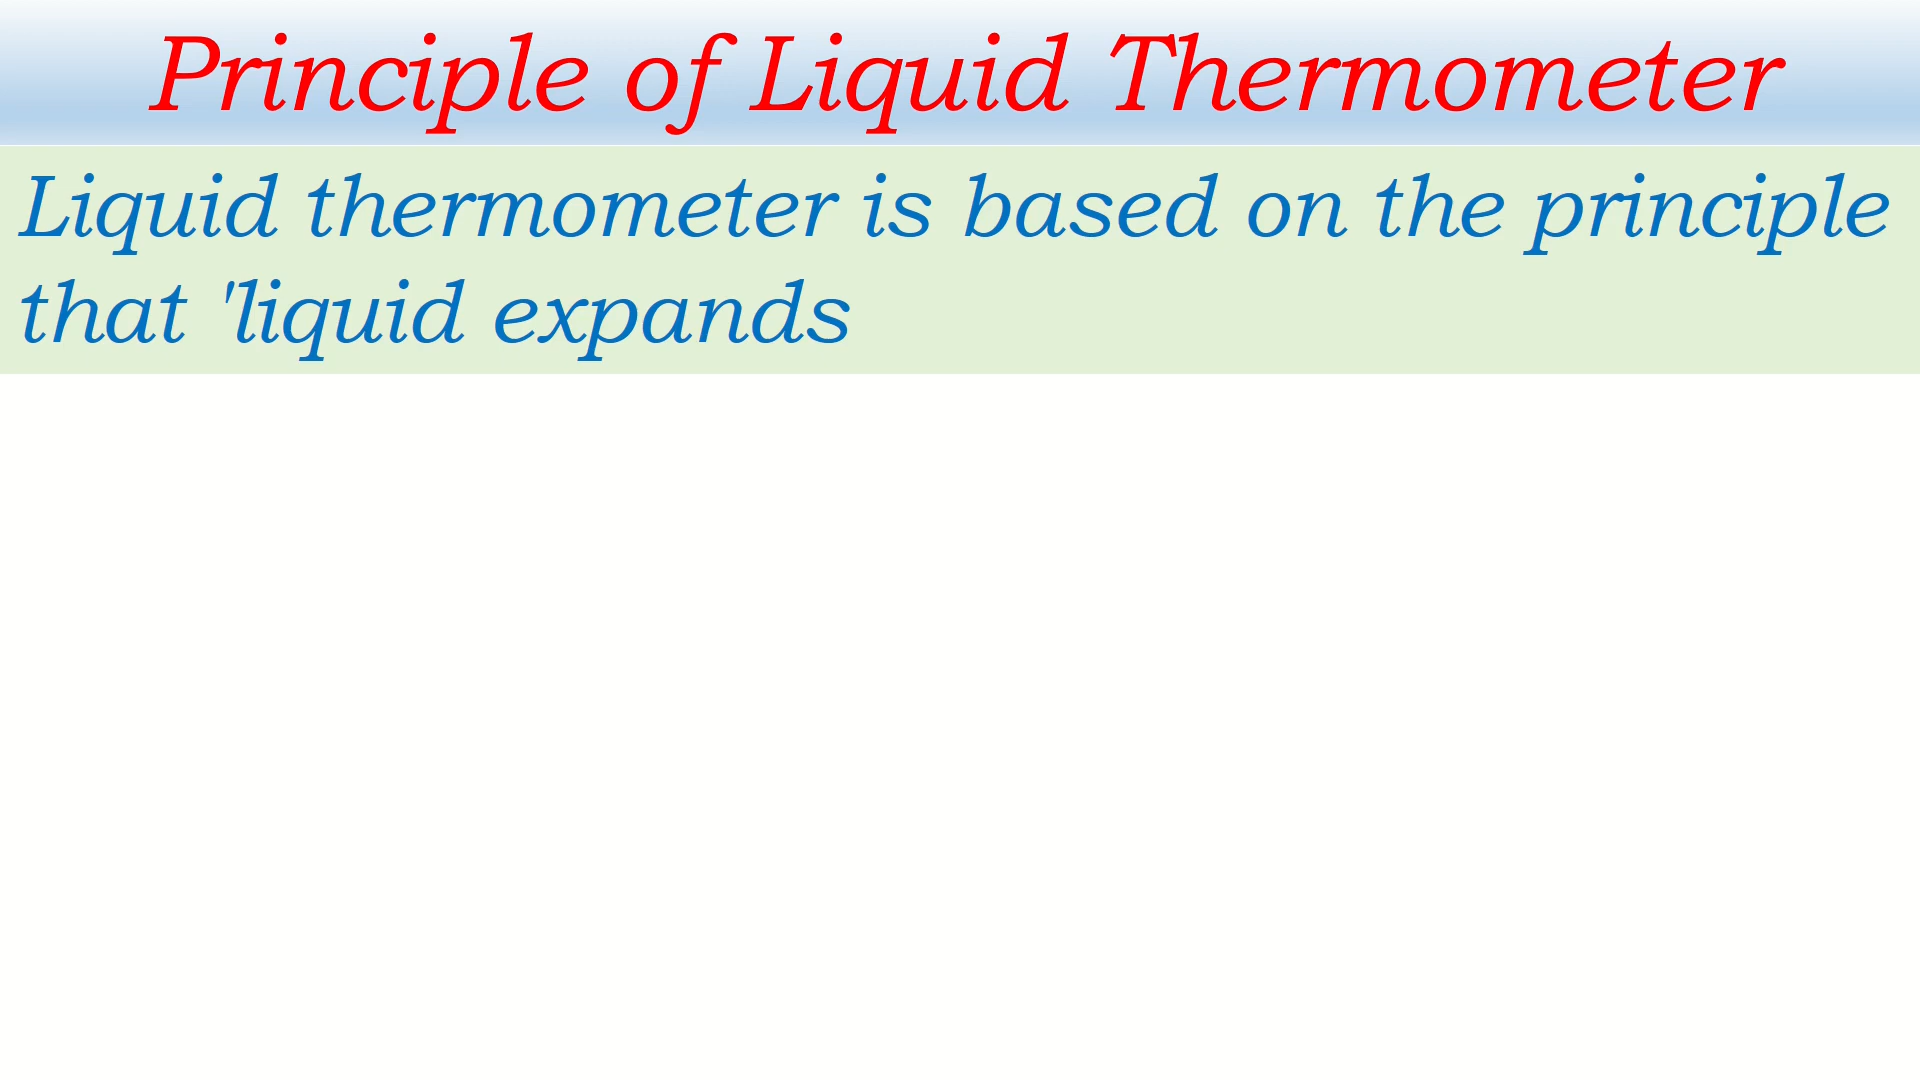 Principle of Liquid Thermometer
Liquid thermometer is based on the principle
that 'liquid expands